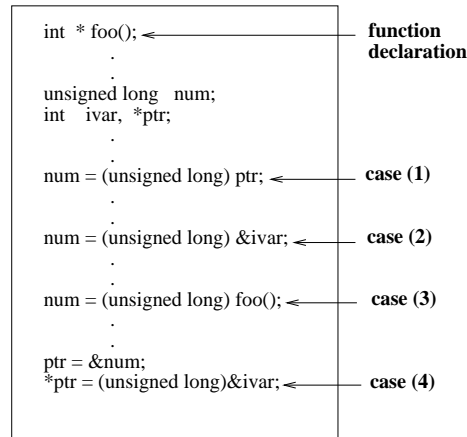 int * foo();
function
declaration
.
.
unsigned long num;
int ivar, *ptr;
.
.
num = (unsigned long) ptr;
case (1)
.
.
num = (unsigned long) &ivar;
case (2)
.
.
num = (unsigned long) foo();
case (3)
.
.
ptr = &num;
*ptr = (unsigned long)&ivar;
case (4)